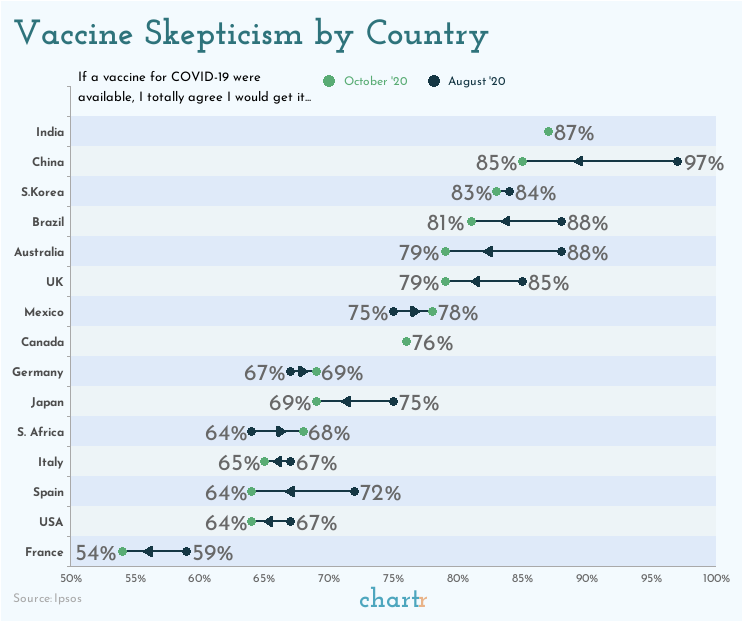 Vaccine Skepticism by Country
If a vaccine for COVID-19 were
available, I totally agree I would get it...
October '20
August '20
India 87%
China 85% 97%
S.Korea 83% 84%
Brazil 81% 88%
Australia 79% 88%
UK 79% 85%
Mexico 75% 78%
Canada 76%
Germany 67% 69%
Japan 69% 75%
S. Africa 64% 68%
Italy 65% 67%
Spain 64% 72%
USA 64% 67%
France 54% 59%
50% 55% 60% 65% 70% 75% 80% 85% 90% 95% 100%
Source: Ipsos
chartr